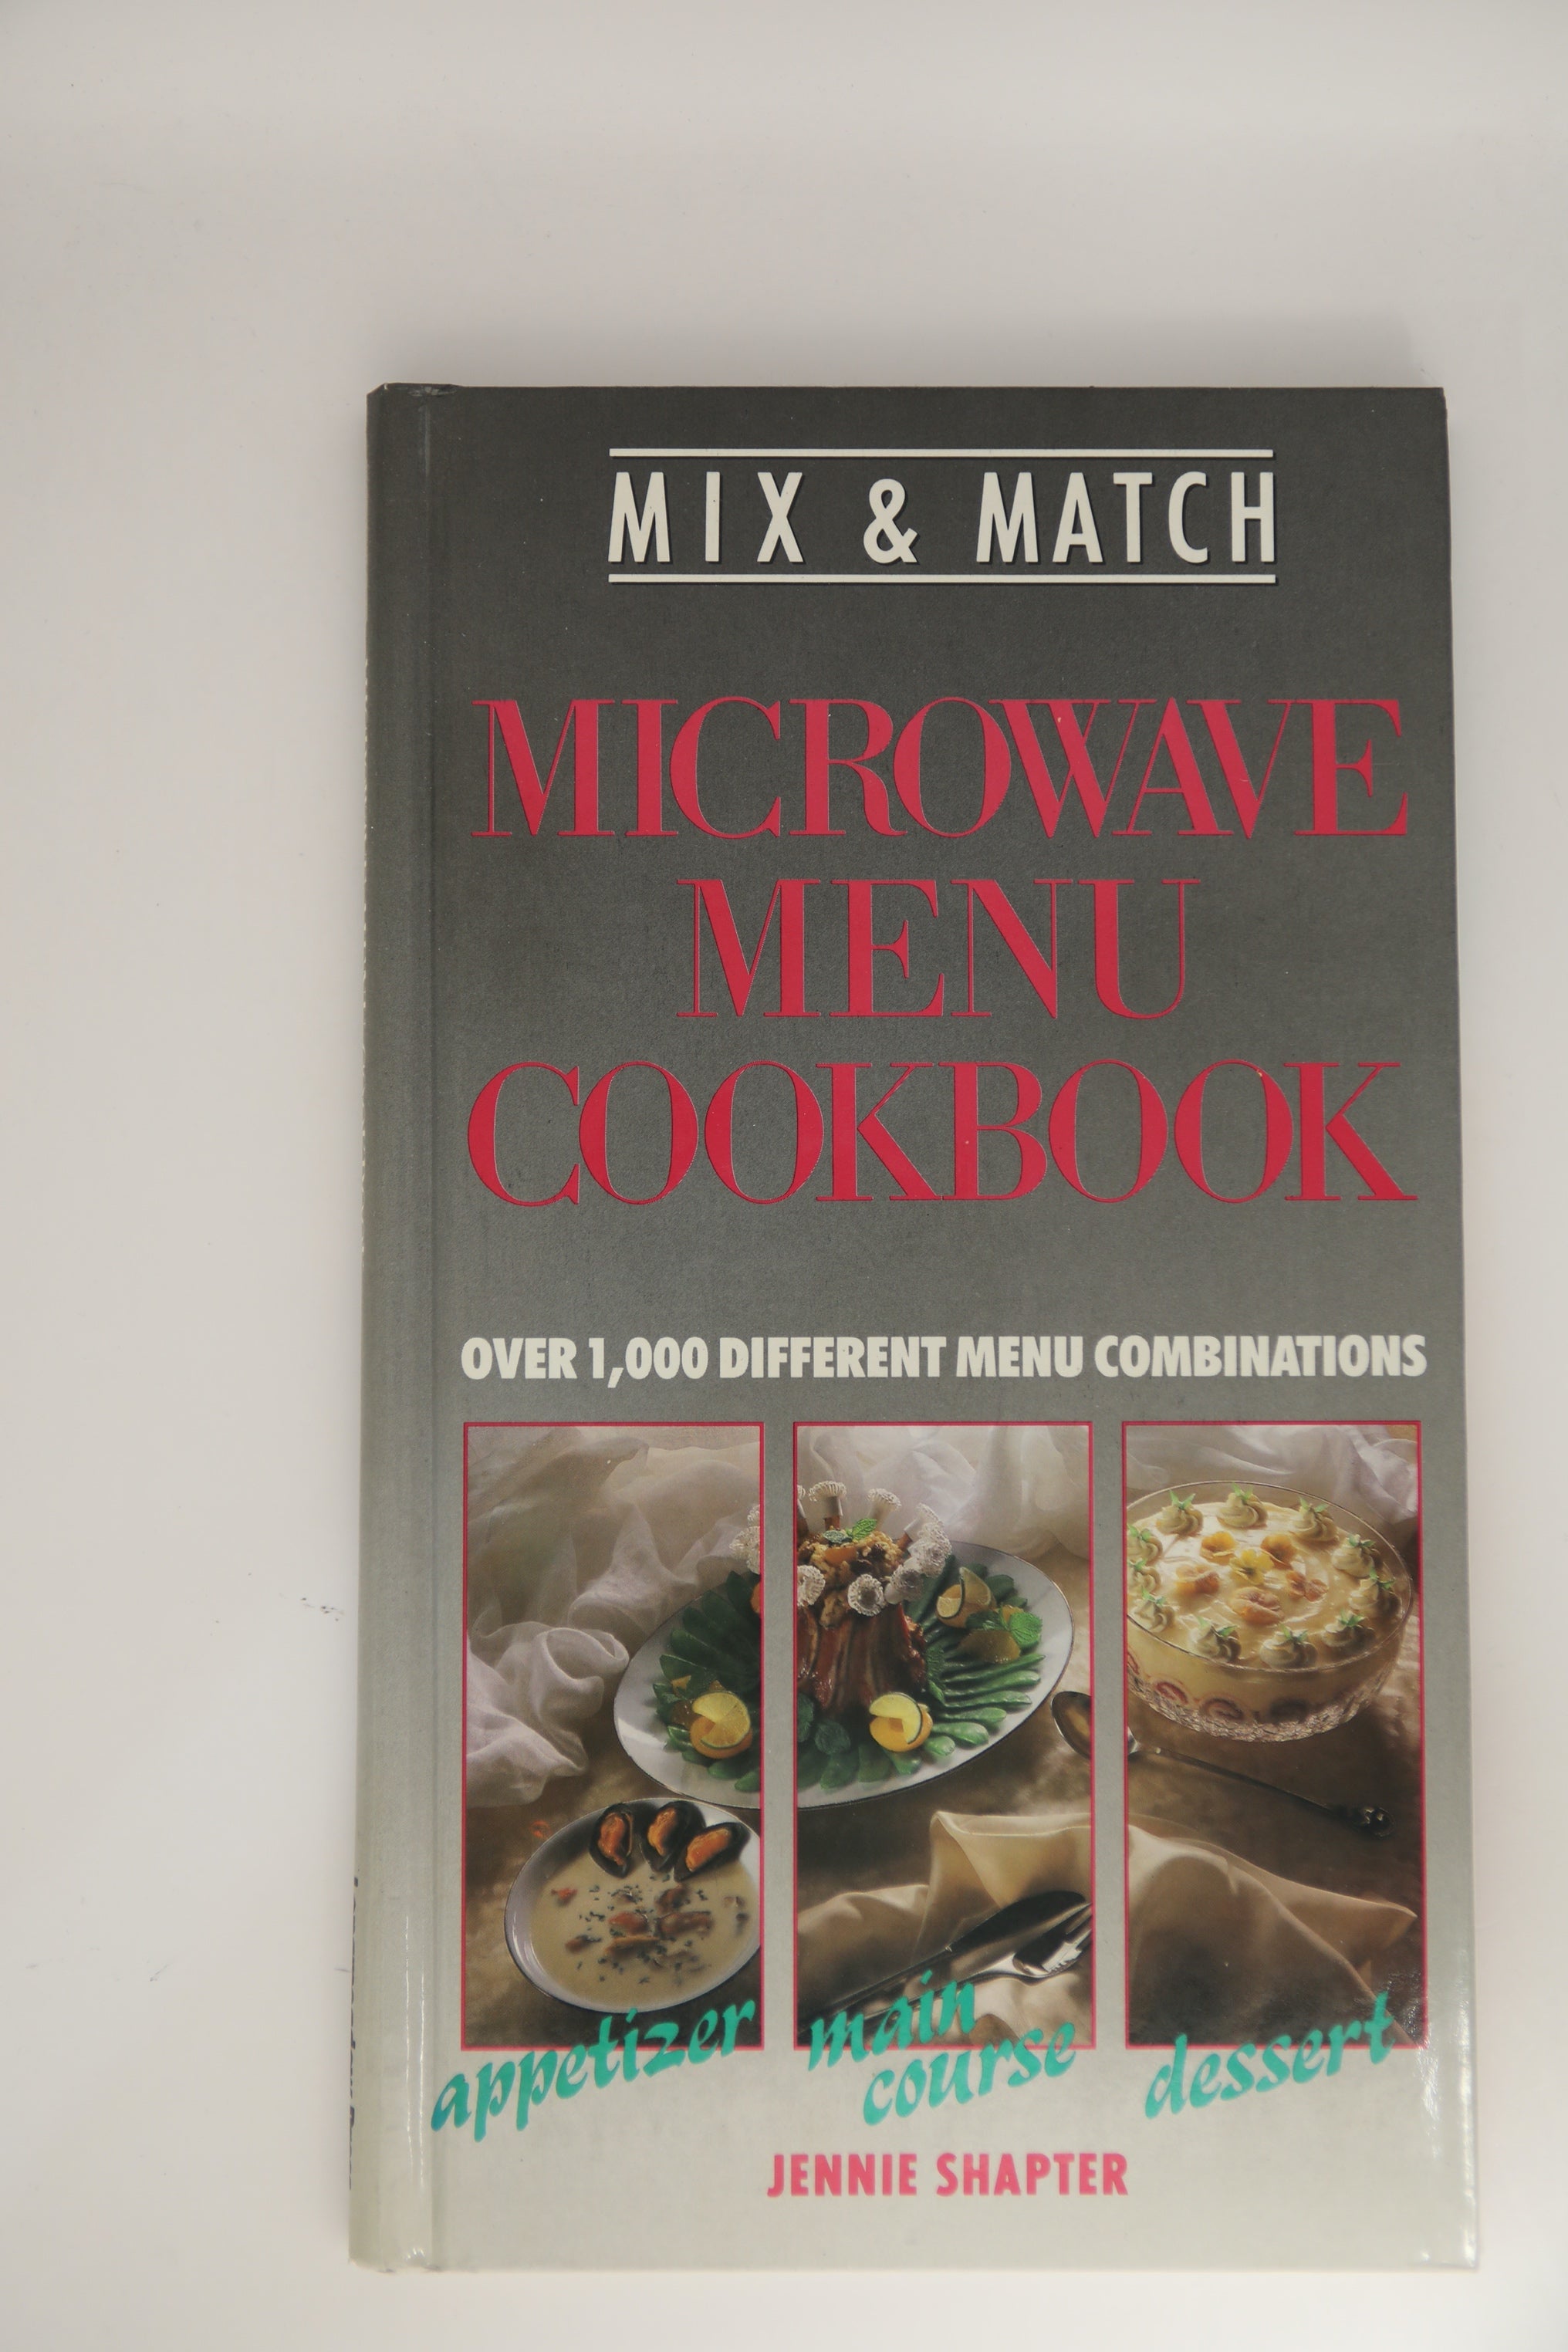 MIX & MATCH
MICROWAVE
MENU
COOKBOOK
OVER 1,000 DIFFERENT MENU COMBINATIONS
appetizer
main
course
dessert
JENNIE SHAPTER